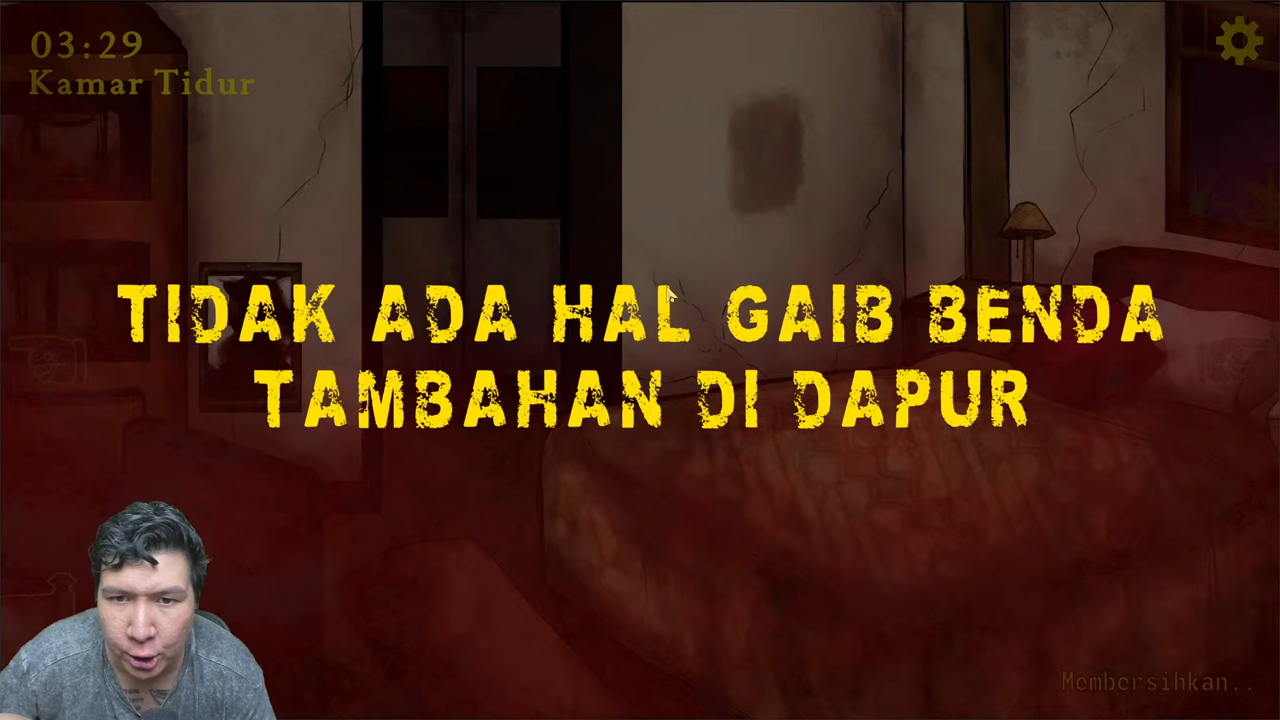 03:29
Kamar Tidur
TIDAK ADA HAL GAIB BENDA
TAMBAHAN DI DAPUR
Membersihkan..